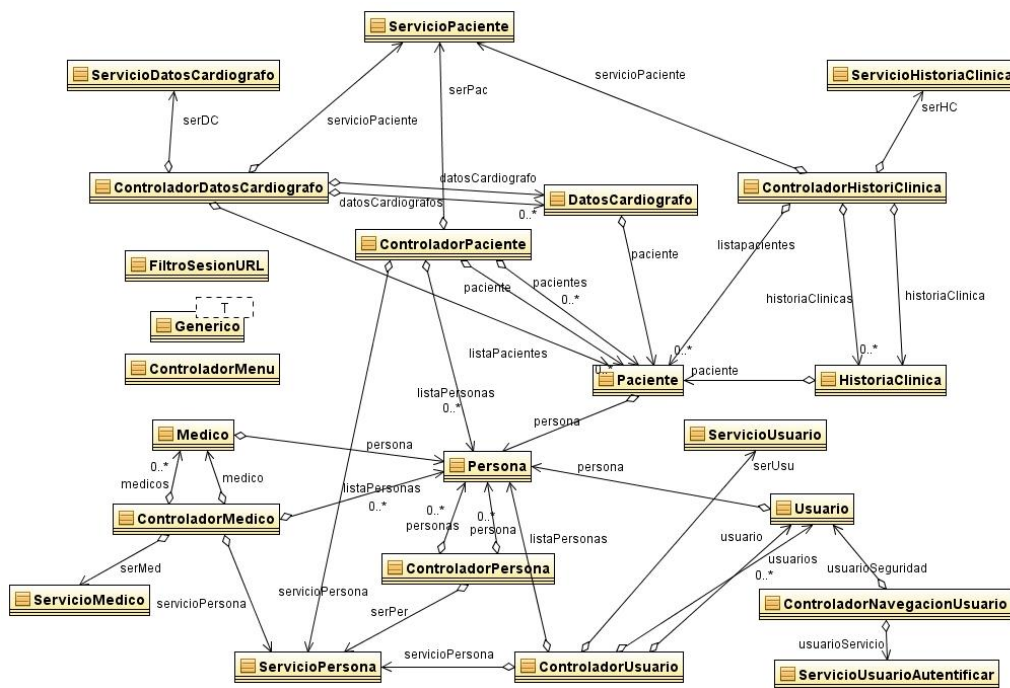 ServicioPaciente
ServicioDatosCardiografo
ServicioHistoriaClinica
servicioPaciente
serPac
serHC
serDC
servicioPaciente
ControladorDatosCardiografo
datosCardiografo
datosCardiografos
0..*
DatosCardiografo
ControladorHistoriClinica
ControladorPaciente
listapacientes
paciente
pacientes
0..*
paciente
FiltroSesionURL
historiaClinicas
historiaClinica
T
Generico
listaPacientes
0..*
0..*
0..*
ControladorMenu
Paciente
paciente
HistoriaClinica
listaPersonas
0..*
persona
Medico
persona
ServicioUsuario
0..*
medicos
medico
Persona
persona
serUsu
listaPersonas
0..*
ControladorMedico
0..*
personas
0..*
persona
listaPersonas
Usuario
usuario
usuarios
0..*
usuarioSeguridad
serMed
ControladorPersona
servicioPersona
servicioPersona
serPer
ServicioMedico
ControladorNavegacionUsuario
usuarioServicio
ServicioPersona
servicioPersona
ControladorUsuario
ServicioUsuarioAutentificar